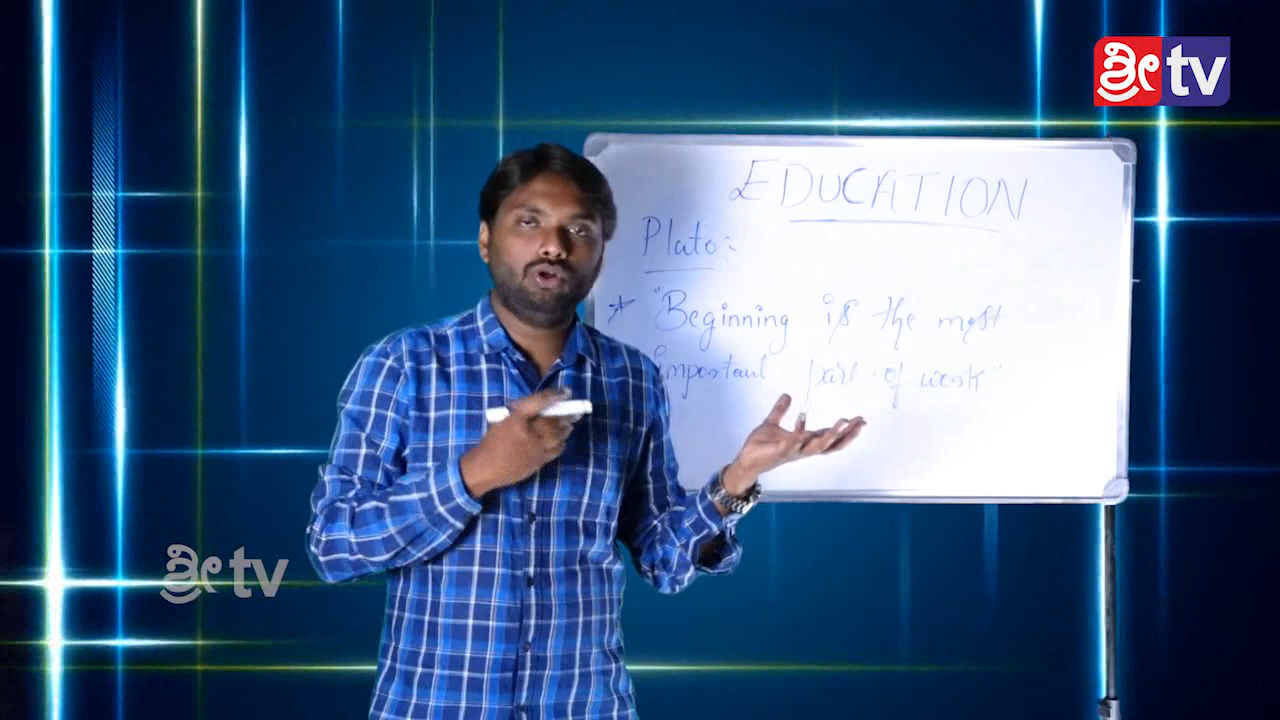 శ్రీ tv
EDUCATION
Plato:-
* "Beginning is the most
important part of work"
శ్రీ tv